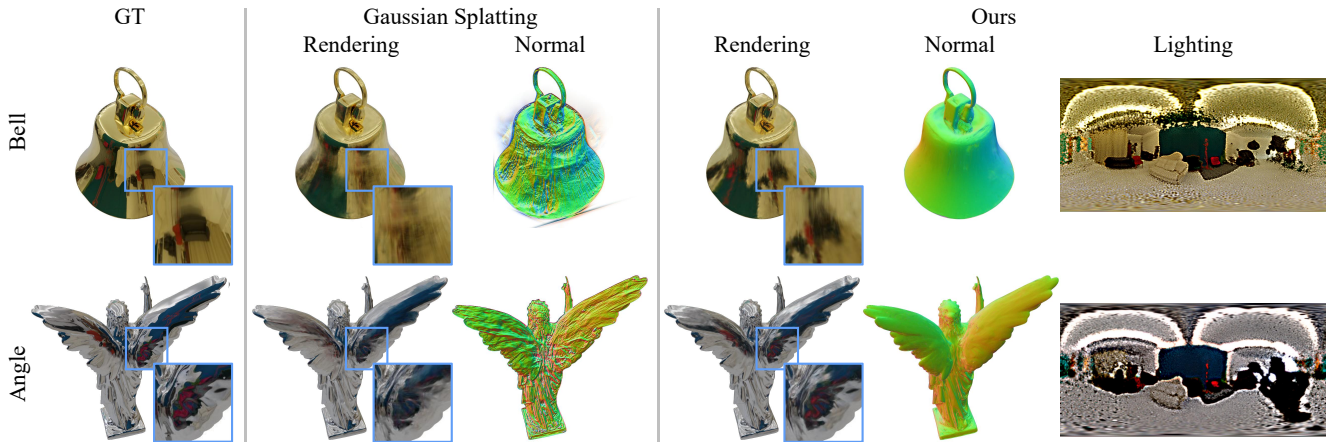 GT Gaussian Splatting Ours
Rendering Normal Rendering Normal Lighting
Bell
Angle